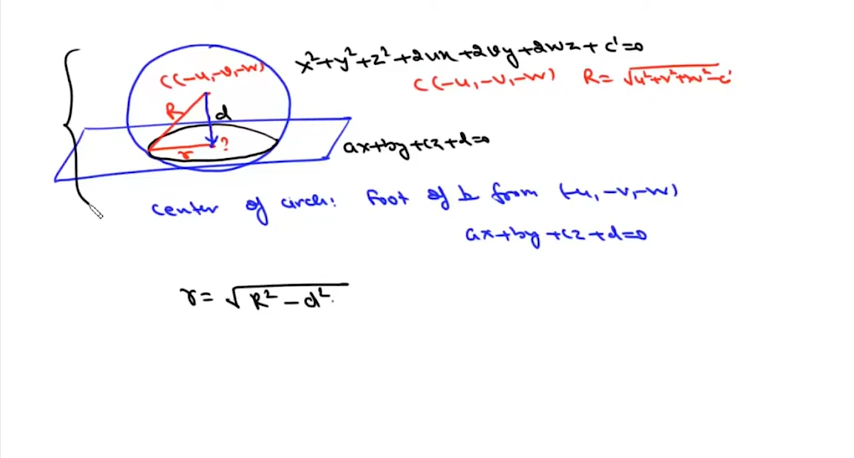 x²+y²+z²+2ux+2vy+2wz+c'=0
C(-u,-v,-w)
C(-u,-v,-w) R=√u²+v²+w²-c'
R
d
r
?
ax+by+cz+d=0
center of circle: Foot of ⊥ from (-u,-v,-w)
ax+by+cz+d=0
r=√R²-d²